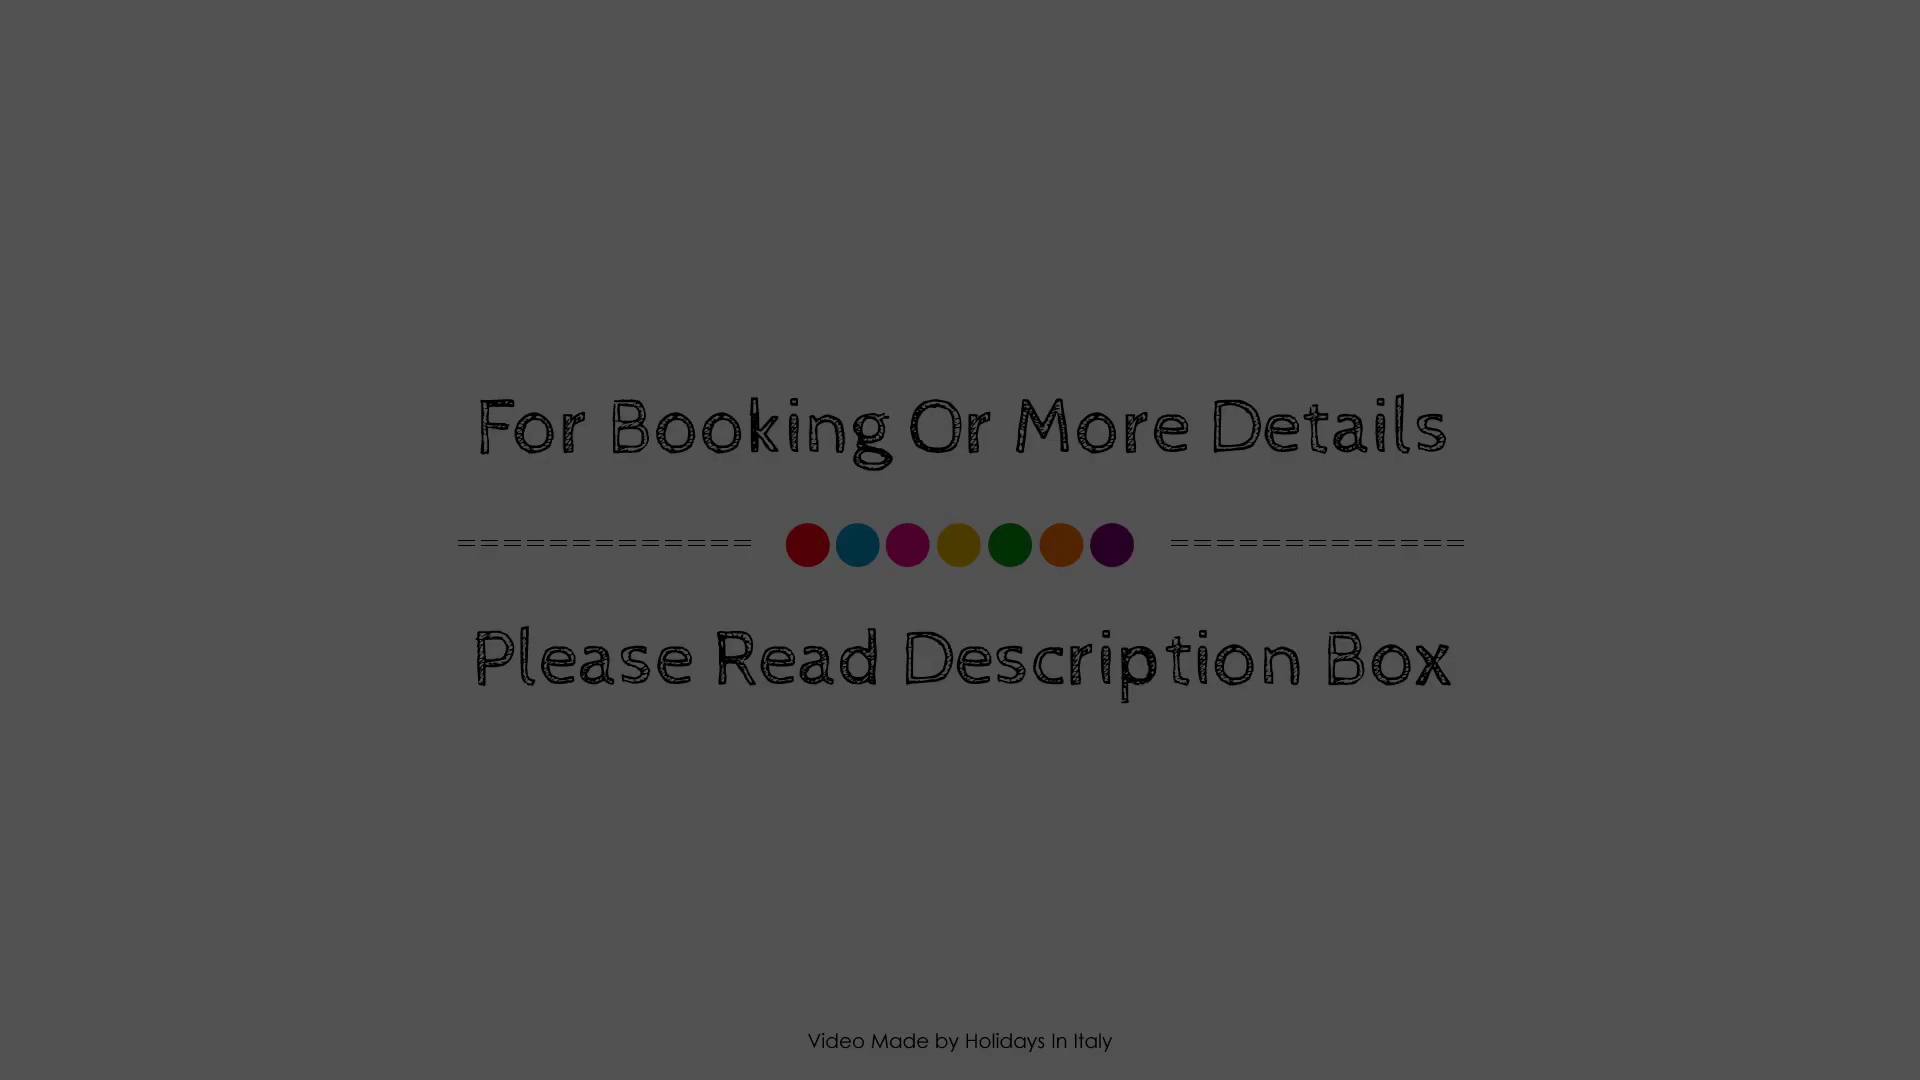 For Booking Or More Details
============= =============
Please Read Description Box
Video Made by Holidays In Italy